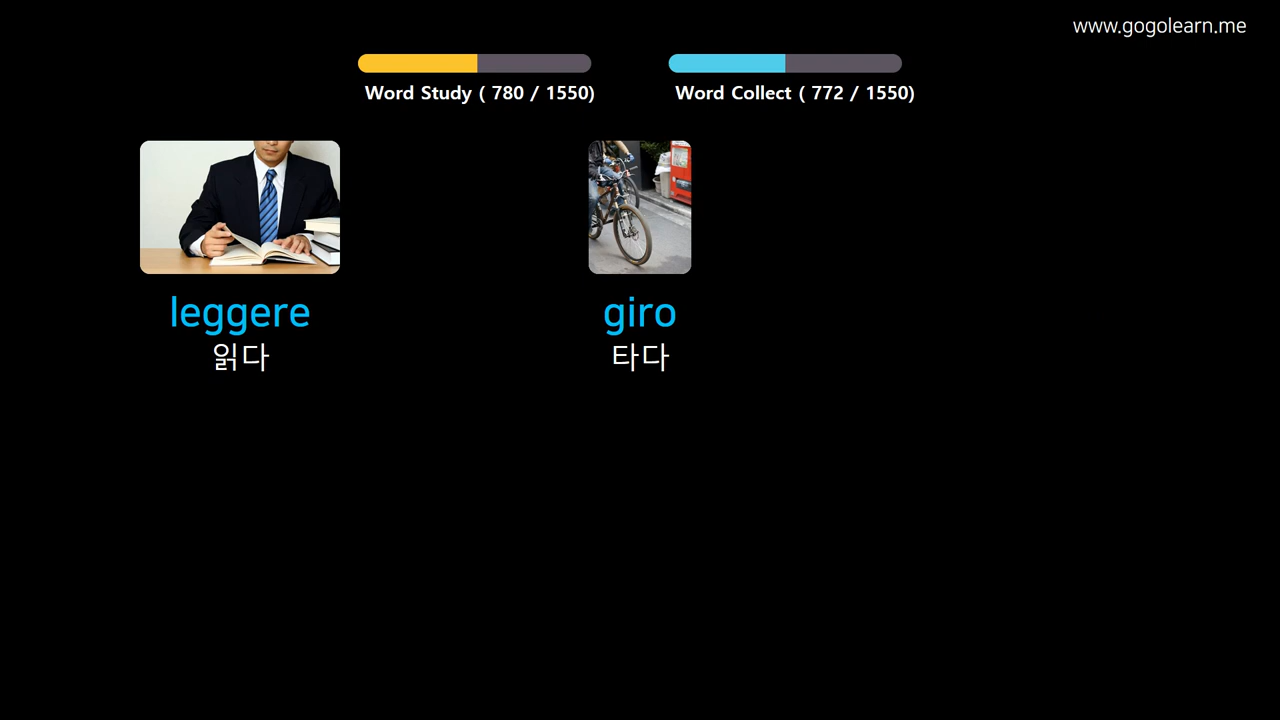 www.gogolearn.me
Word Study ( 780 / 1550)
Word Collect ( 772 / 1550)
leggere
읽다
giro
타다